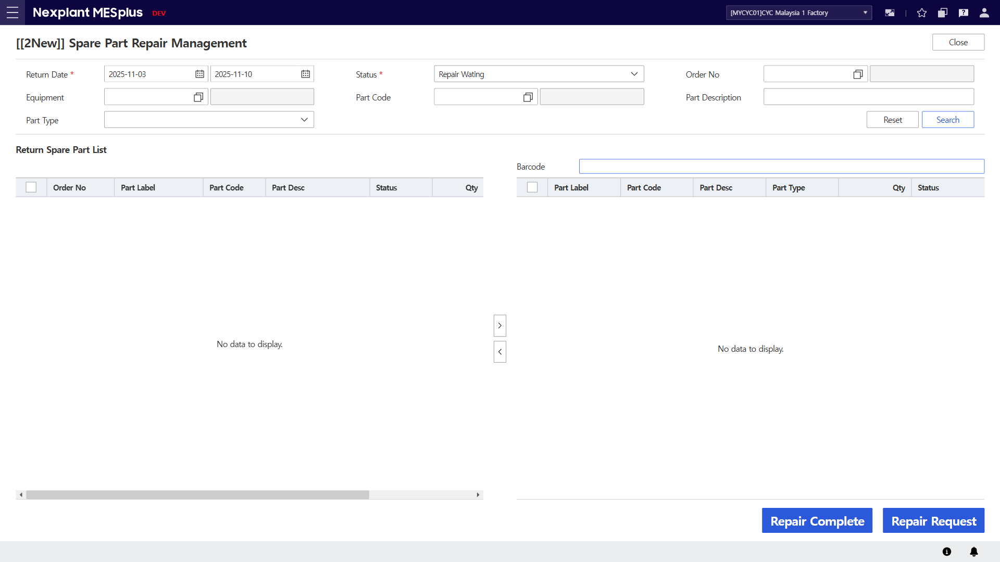 Nexplant MESplus DEV
[MYCYC01]CYC Malaysia 1 Factory
[[2New]] Spare Part Repair Management
Close
Return Date * 2025-11-03 2025-11-10 Status * Repair Wating Order No
Equipment Part Code Part Description
Part Type Reset Search
Return Spare Part List
Barcode
Order No Part Label Part Code Part Desc Status Qty
Part Label Part Code Part Desc Part Type Qty Status
No data to display.
No data to display.
Repair Complete Repair Request